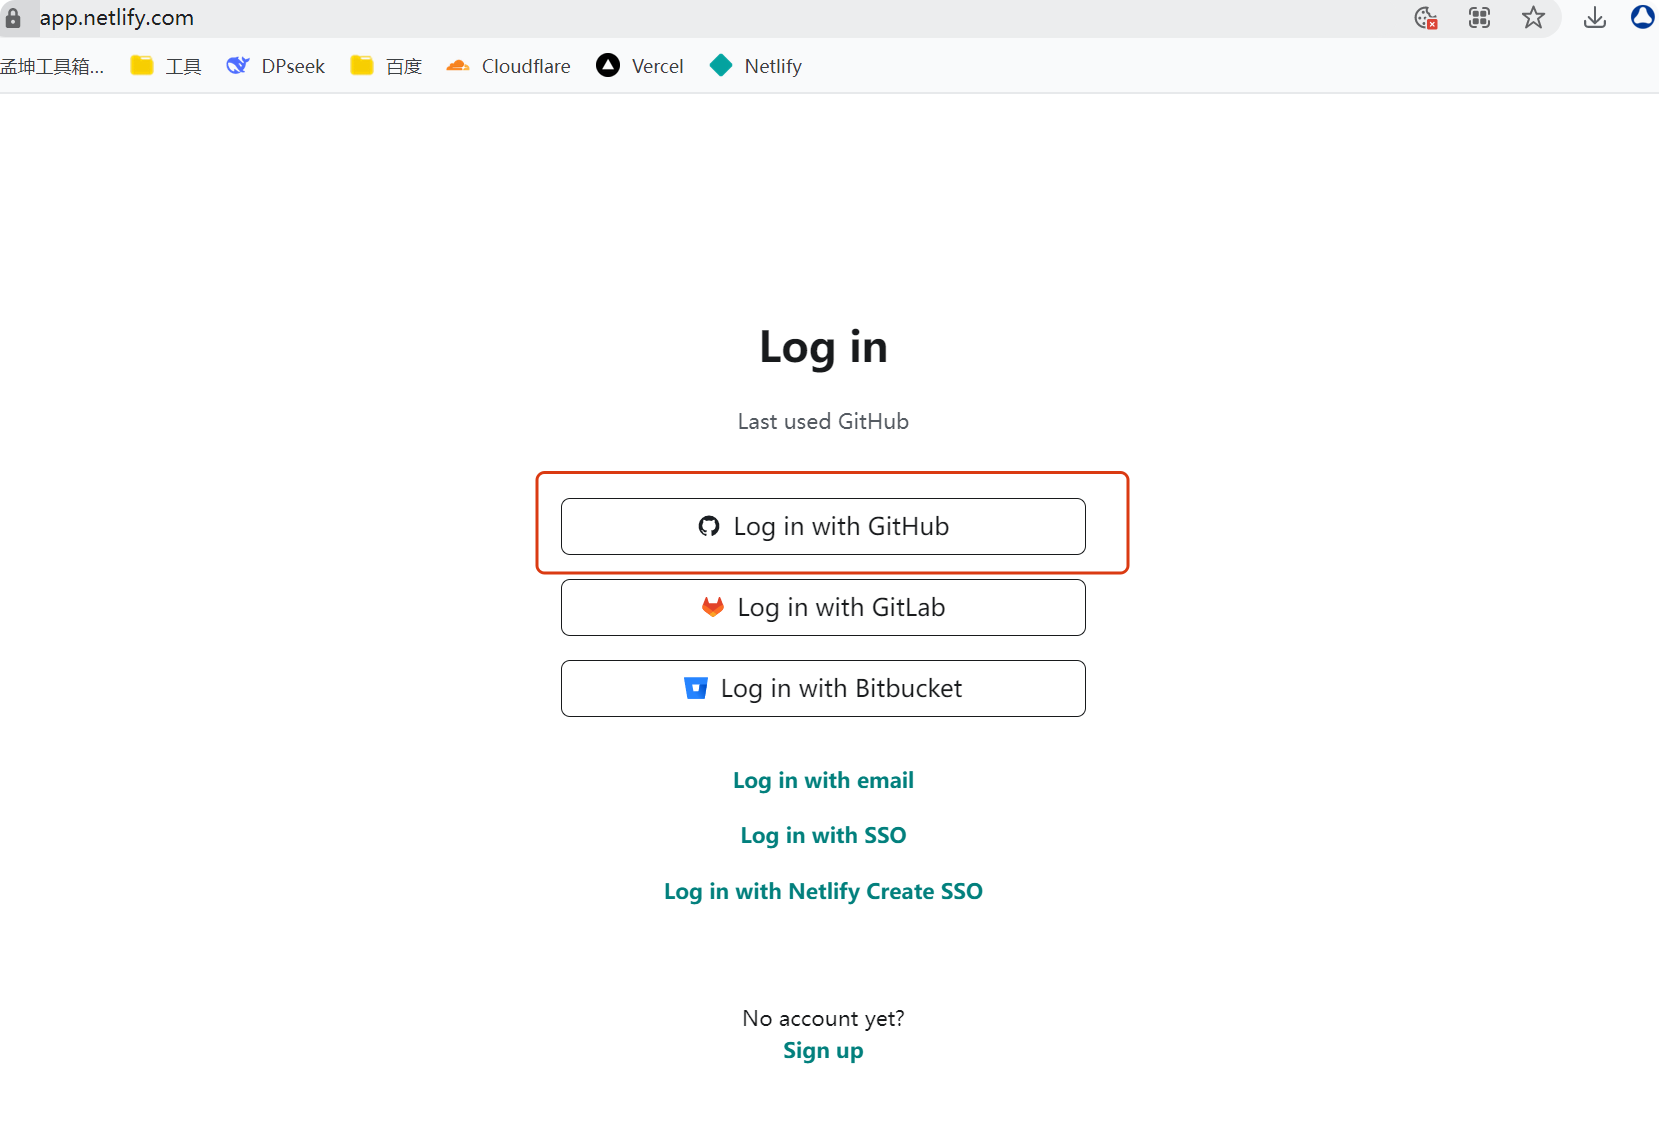 app.netlify.com
孟坤工具箱...
工具
DPseek
百度
Cloudflare
Vercel
Netlify
Log in
Last used GitHub
Log in with GitHub
Log in with GitLab
Log in with Bitbucket
Log in with email
Log in with SSO
Log in with Netlify Create SSO
No account yet?
Sign up